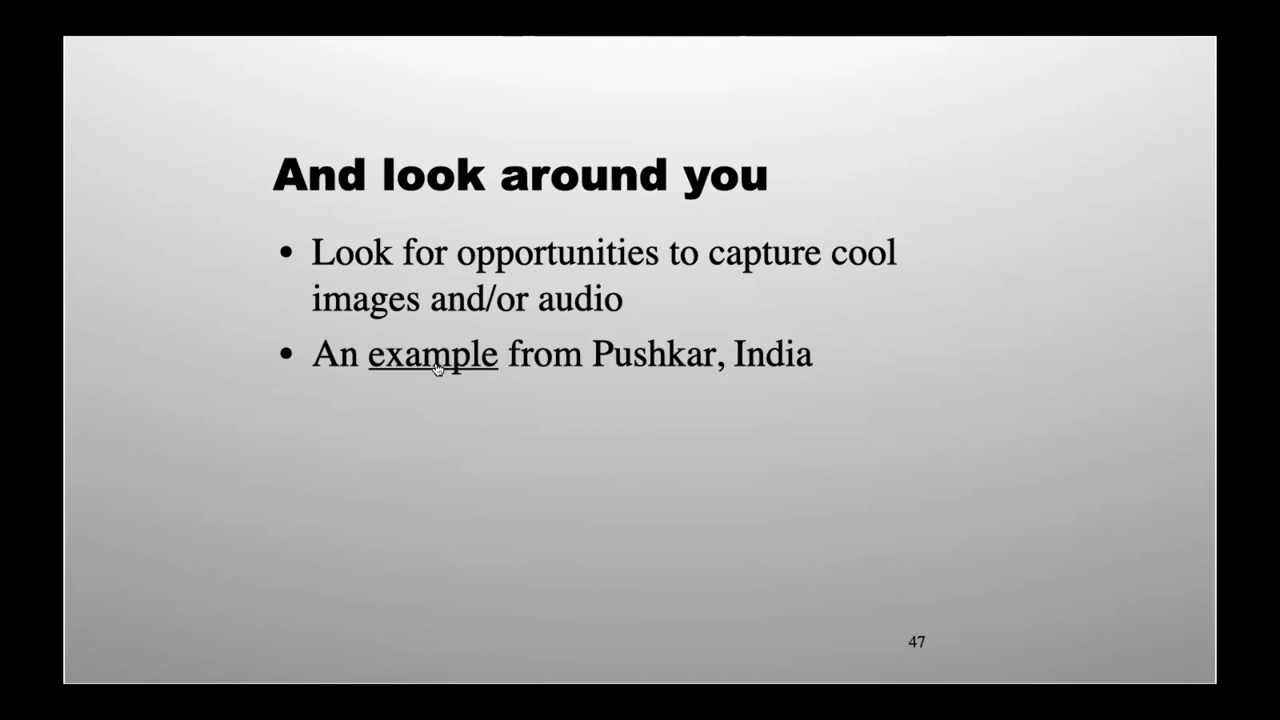 And look around you
• Look for opportunities to capture cool
images and/or audio
• An example from Pushkar, India
47